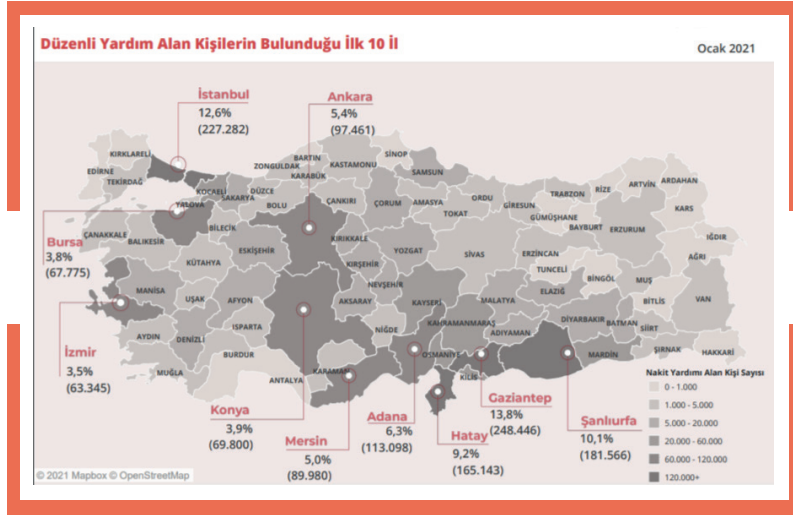 Düzenli Yardım Alan Kişilerin Bulunduğu İlk 10 İl
Ocak 2021
İstanbul
12,6%
(227.282)
Ankara
5,4%
(97.461)
Bursa
3,8%
(67.775)
İzmir
3,5%
(63.345)
Konya
3,9%
(69.800)
Mersin
5,0%
(89.980)
Adana
6,3%
(113.098)
Hatay
9,2%
(165.143)
Gaziantep
13,8%
(248.446)
Şanlıurfa
10,1%
(181.566)
KIRKLARELİ
EDİRNE
TEKİRDAĞ
KOCAELİ
YALOVA
SAKARYA
DÜZCE
ZONGULDAK
BARTIN
KARABÜK
KASTAMONU
SİNOP
SAMSUN
BOLU
ÇANKIRI
ÇORUM
AMASYA
ORDU
TOKAT
GİRESUN
TRABZON
RİZE
ARTVİN
ARDAHAN
GÜMÜŞHANE
BAYBURT
ERZURUM
KARS
IĞDIR
AĞRI
ÇANAKKALE
BALIKESİR
BİLECİK
ESKİŞEHİR
KÜTAHYA
KIRIKKALE
KIRŞEHİR
YOZGAT
SİVAS
ERZİNCAN
TUNCELİ
BİNGÖL
MUŞ
BİTLİS
VAN
MANİSA
UŞAK
AFYON
AKSARAY
NEVŞEHİR
KAYSERİ
MALATYA
ELAZIĞ
DİYARBAKIR
BATMAN
SİİRT
AYDIN
DENİZLİ
ISPARTA
BURDUR
MUĞLA
ANTALYA
KARAMAN
NİĞDE
KAHRAMANMARAŞ
ADIYAMAN
OSMANİYE
KİLİS
MARDİN
ŞIRNAK
HAKKARİ
Nakit Yardımı Alan Kişi Sayısı
0 - 1.000
1.000 - 5.000
5.000 - 20.000
20.000 - 60.000
60.000 - 120.000
120.000+
© 2021 Mapbox © OpenStreetMap